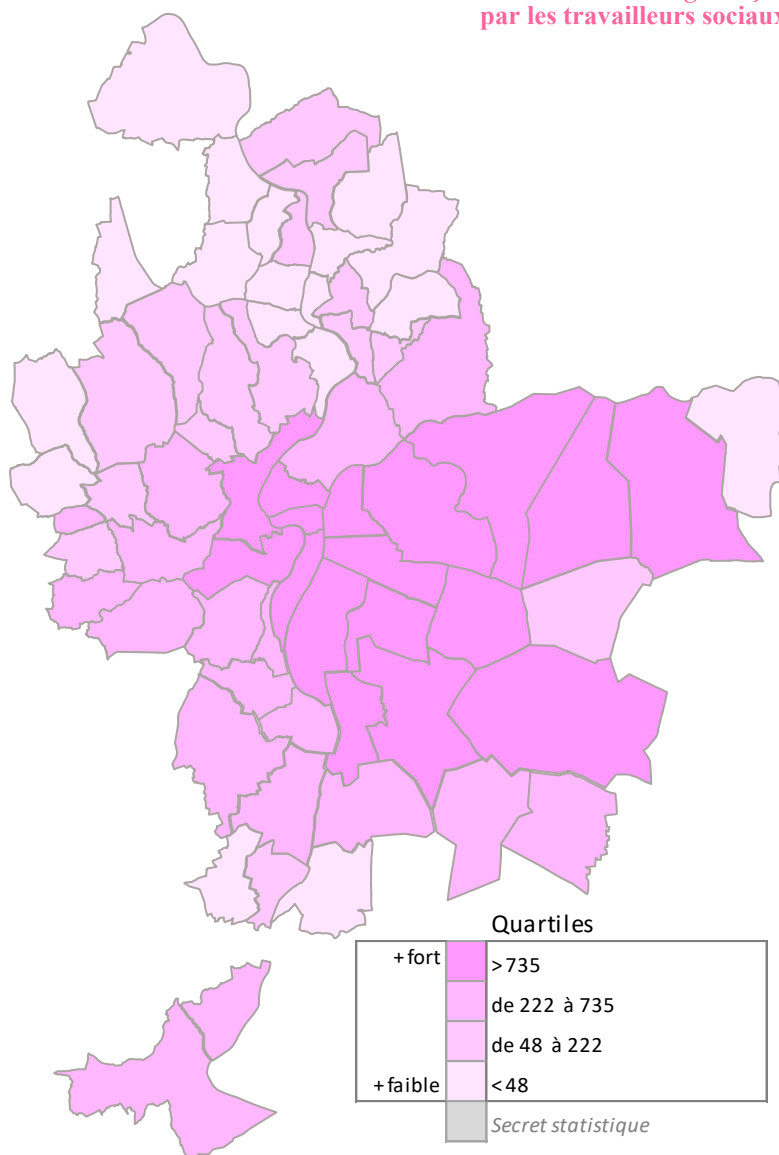 par les travailleurs sociaux
Quartiles
+ fort
>735
de 222 à 735
de 48 à 222
+ faible
<48
Secret statistique